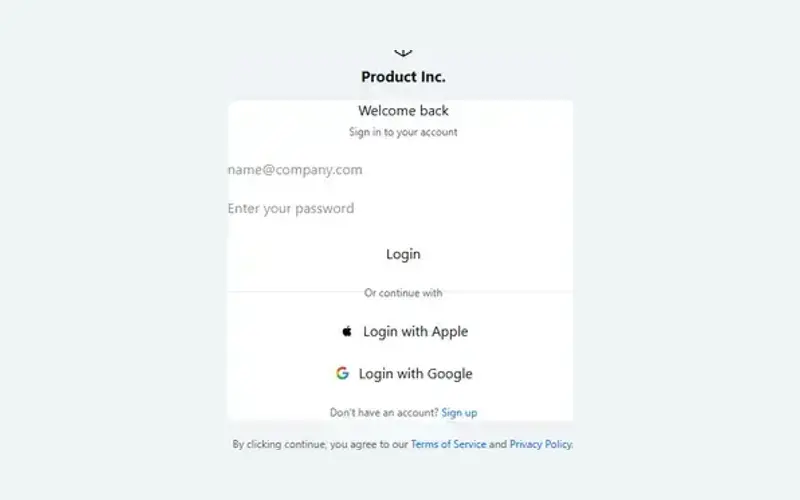 Product Inc.
Welcome back
Sign in to your account
name@company.com
Enter your password
Login
Or continue with
Login with Apple
Login with Google
Don't have an account? Sign up
By clicking continue, you agree to our Terms of Service and Privacy Policy.